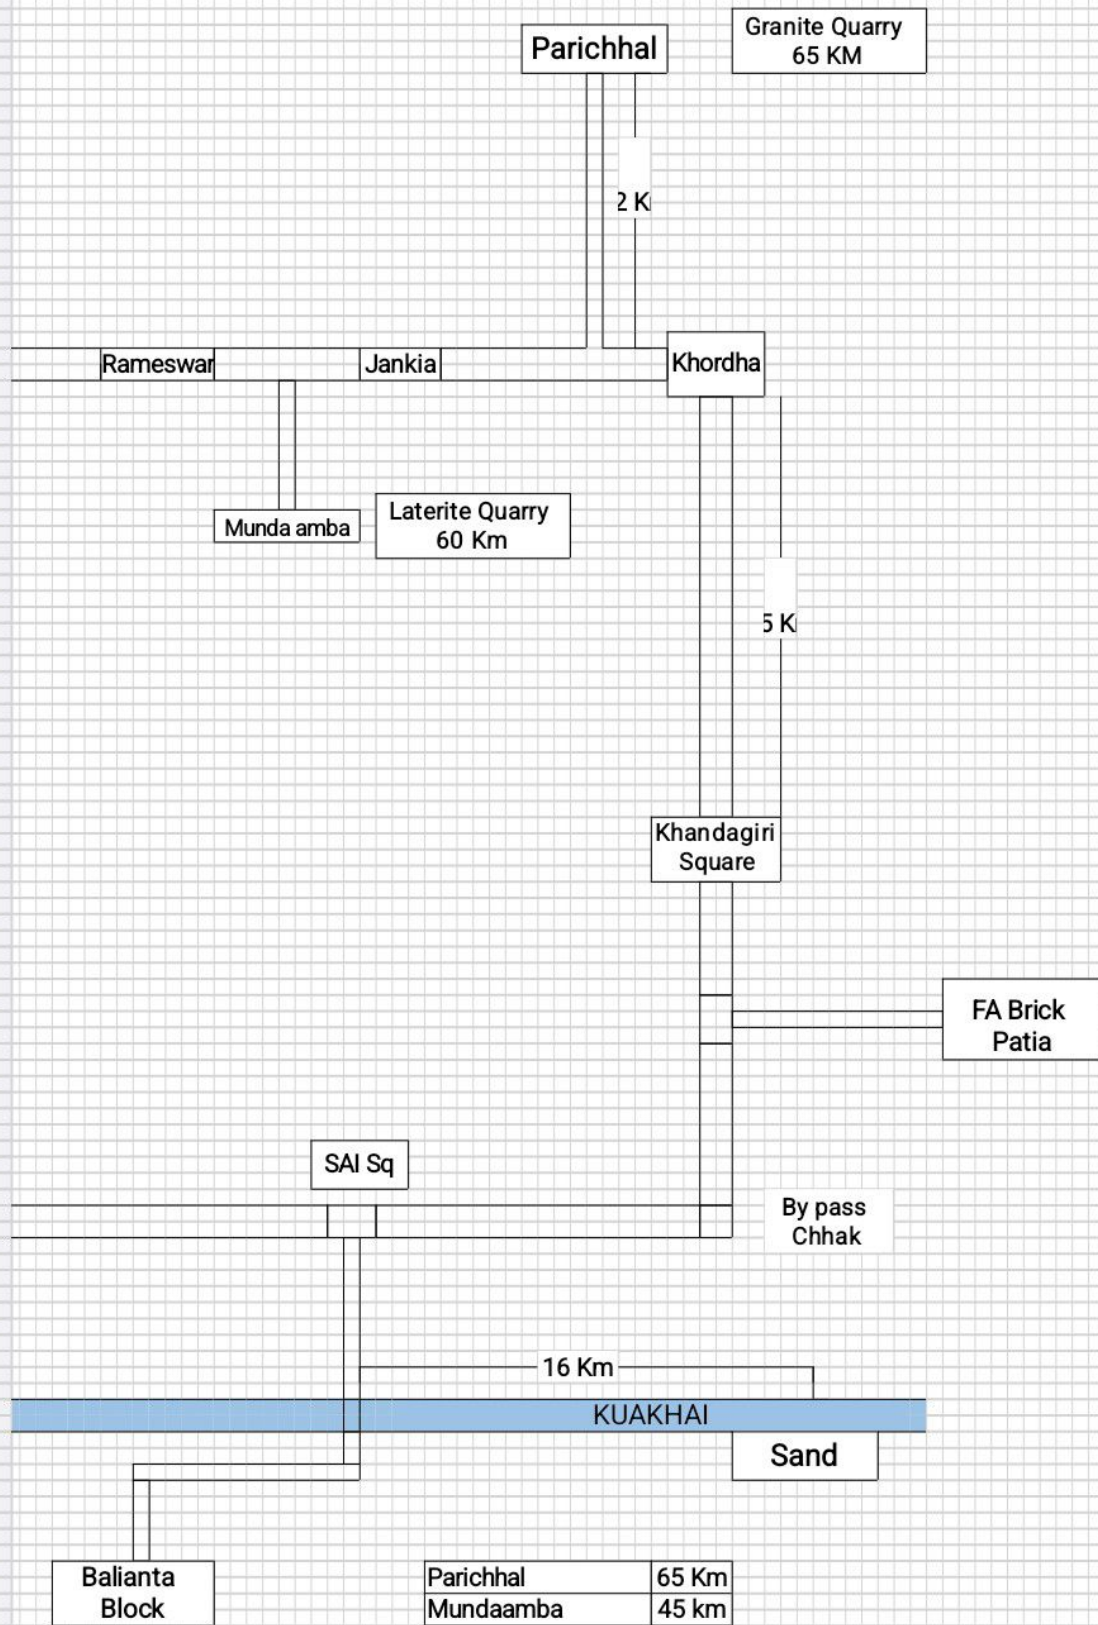 Parichhal
Granite Quarry
65 KM
2 K
Rameswar
Jankia
Khordha
Munda amba
Laterite Quarry
60 Km
5 K
Khandagiri
Square
FA Brick
Patia
SAI Sq
By pass
Chhak
16 Km
KUAKHAI
Sand
Balianta
Block
Parichhal 65 Km
Mundaamba 45 km